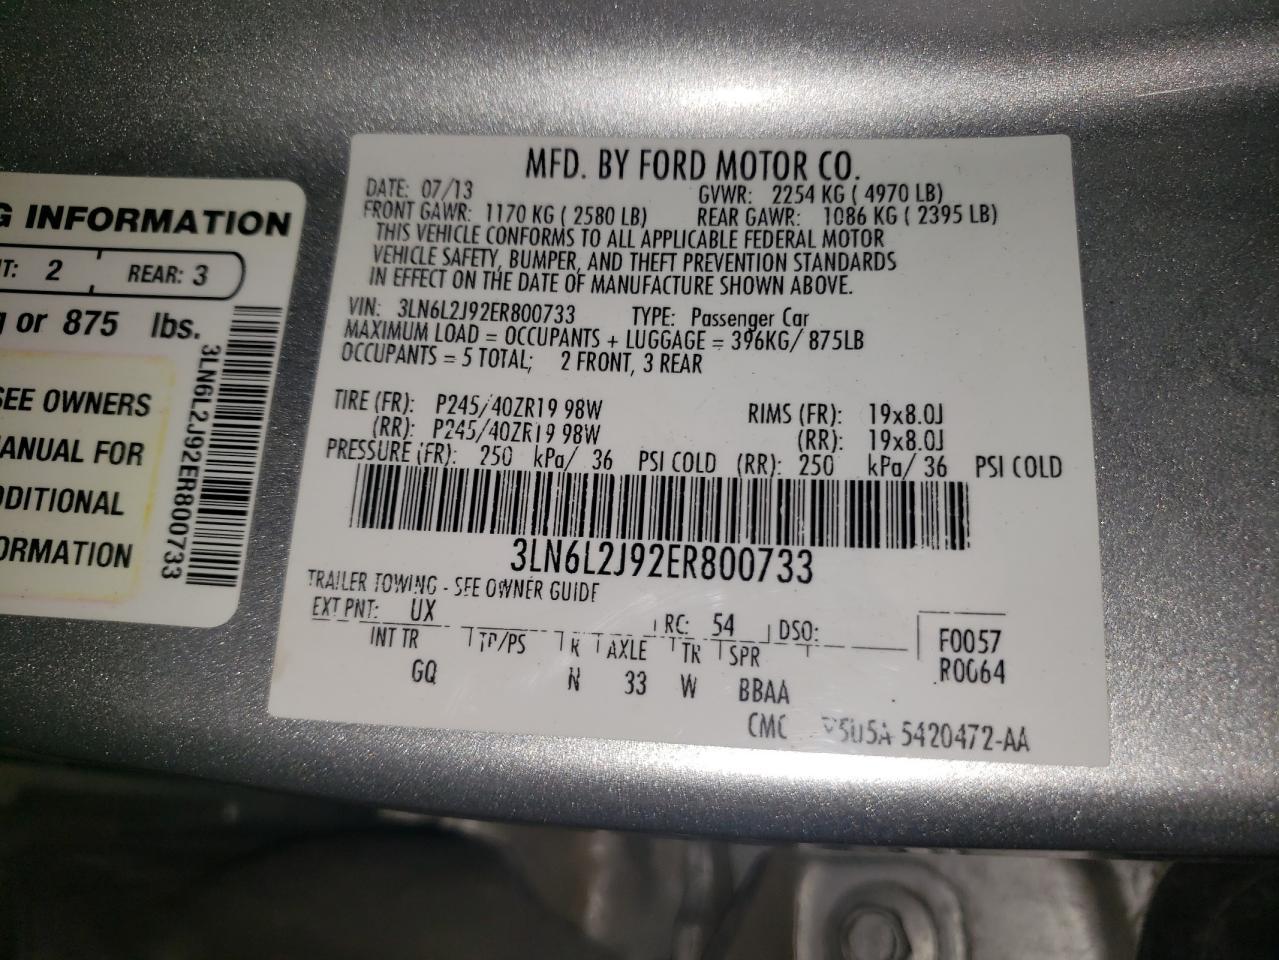 G INFORMATION
T: 2 REAR: 3
g or 875 lbs.
SEE OWNERS
MANUAL FOR
ADDITIONAL
ORMATION
3LN6L2J92ER800733
MFD. BY FORD MOTOR CO.
DATE: 07/13 GVWR: 2254 KG ( 4970 LB)
FRONT GAWR: 1170 KG ( 2580 LB) REAR GAWR: 1086 KG ( 2395 LB)
THIS VEHICLE CONFORMS TO ALL APPLICABLE FEDERAL MOTOR
VEHICLE SAFETY, BUMPER, AND THEFT PREVENTION STANDARDS
IN EFFECT ON THE DATE OF MANUFACTURE SHOWN ABOVE.
VIN: 3LN6L2J92ER800733 TYPE: Passenger Car
MAXIMUM LOAD = OCCUPANTS + LUGGAGE = 396KG/ 875LB
OCCUPANTS = 5 TOTAL; 2 FRONT, 3 REAR
TIRE (FR): P245/40ZR19 98W RIMS (FR): 19x8.0J
(RR): P245/40ZR19 98W (RR): 19x8.0J
PRESSURE (FR): 250 kPa/ 36 PSI COLD (RR): 250 kPa/ 36 PSI COLD
3LN6L2J92ER800733
TRAILER TOWING - SEE OWNER GUIDE
EXT PNT: UX RC: 54 DSO: F0057
INT TR TP/PS R AXLE TR SPR R0064
GQ N 33 W BBAA
CMC 5U5A 5420472-AA